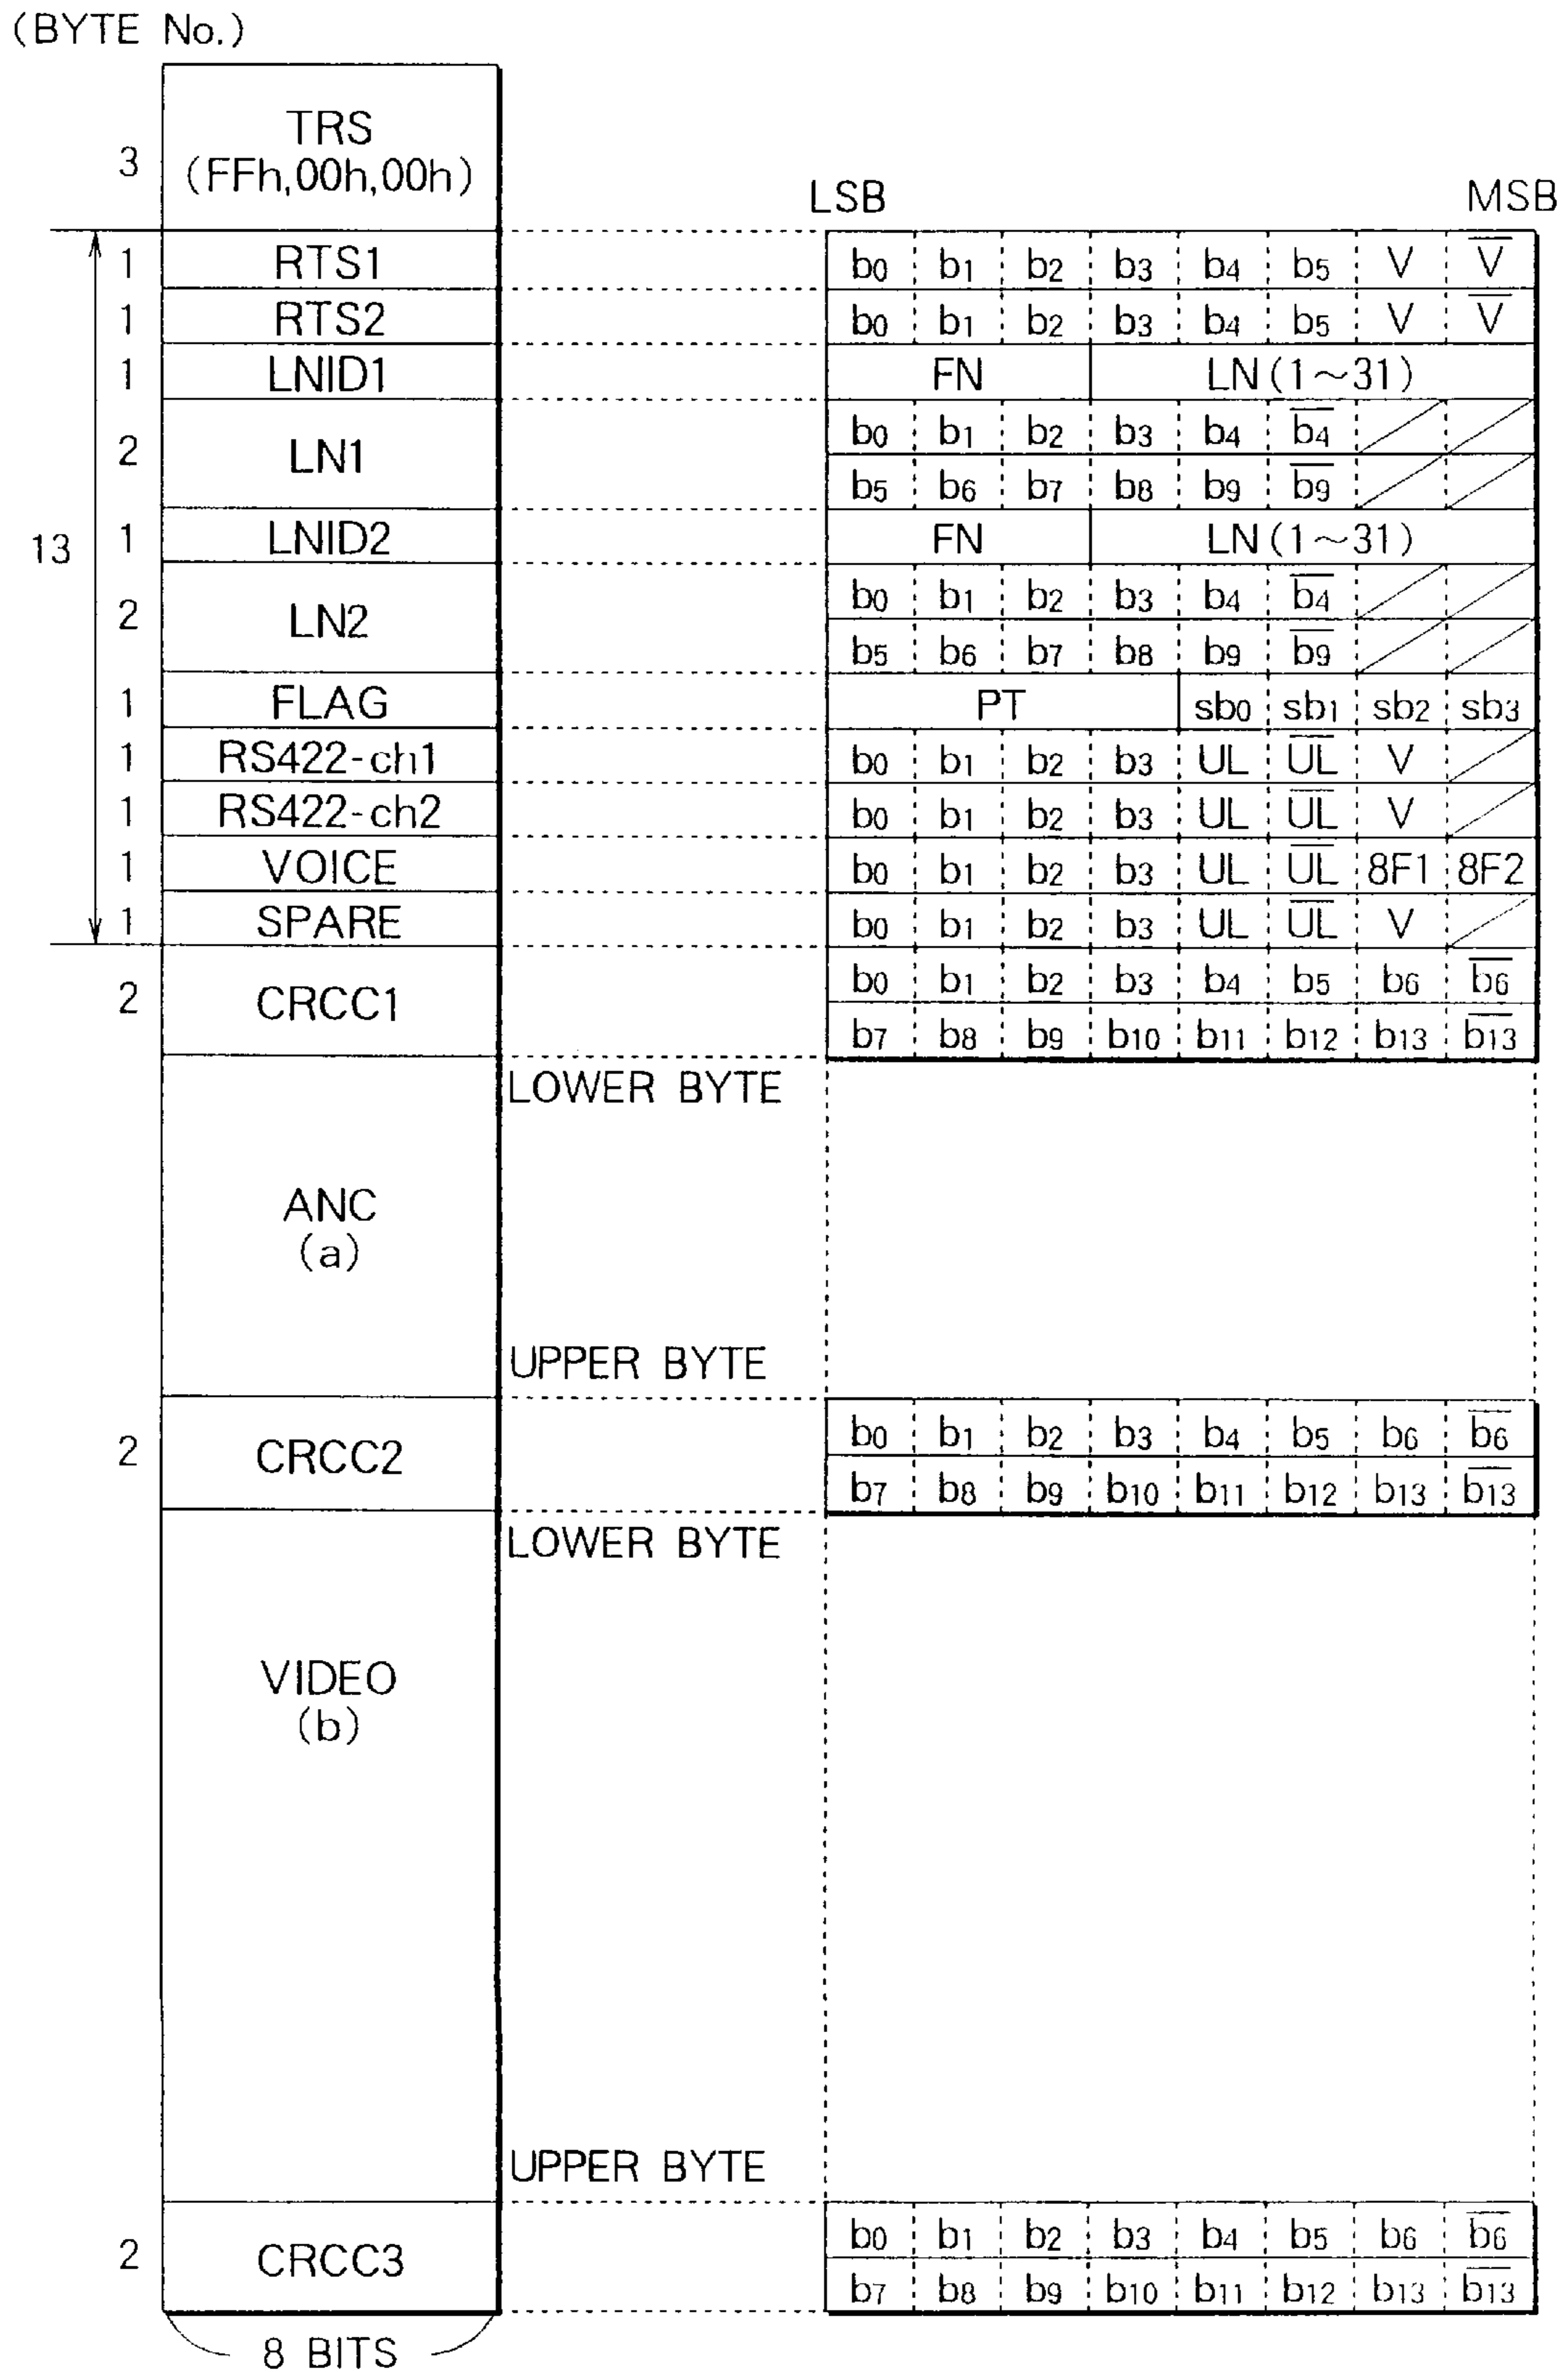 (BYTE No.)
3 TRS
(FFh,00h,00h)
LSB MSB
13
1 RTS1 b0 b1 b2 b3 b4 b5 V V̅
1 RTS2 b0 b1 b2 b3 b4 b5 V V̅
1 LNID1 FN LN(1~31)
2 LN1 b0 b1 b2 b3 b4 b̅4
b5 b6 b7 b8 b9 b̅9
1 LNID2 FN LN(1~31)
2 LN2 b0 b1 b2 b3 b4 b̅4
b5 b6 b7 b8 b9 b̅9
1 FLAG PT sb0 sb1 sb2 sb3
1 RS422-ch1 b0 b1 b2 b3 UL U̅L̅ V
1 RS422-ch2 b0 b1 b2 b3 UL U̅L̅ V
1 VOICE b0 b1 b2 b3 UL U̅L̅ 8F1 8F2
1 SPARE b0 b1 b2 b3 UL U̅L̅ V
2 CRCC1 b0 b1 b2 b3 b4 b5 b6 b̅6
b7 b8 b9 b10 b11 b12 b13 b̅13
LOWER BYTE
ANC
(a)
UPPER BYTE
2 CRCC2 b0 b1 b2 b3 b4 b5 b6 b̅6
b7 b8 b9 b10 b11 b12 b13 b̅13
LOWER BYTE
VIDEO
(b)
UPPER BYTE
2 CRCC3 b0 b1 b2 b3 b4 b5 b6 b̅6
b7 b8 b9 b10 b11 b12 b13 b̅13
8 BITS